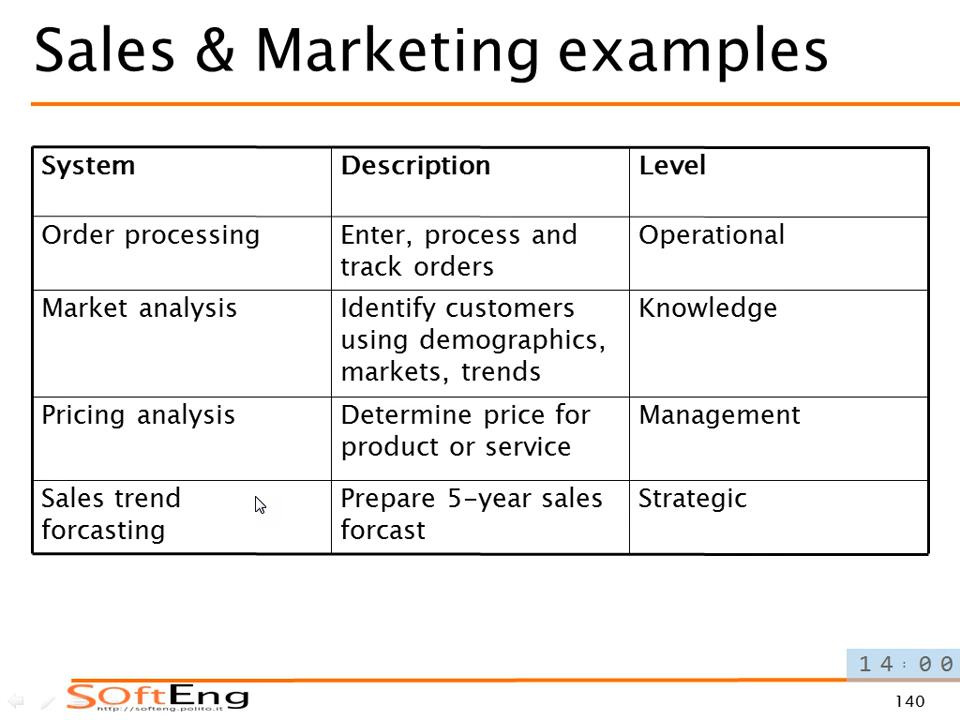 Sales & Marketing examples
System Description Level
Order processing Enter, process and track orders Operational
Market analysis Identify customers using demographics, markets, trends Knowledge
Pricing analysis Determine price for product or service Management
Sales trend forcasting Prepare 5-year sales forcast Strategic
14:00
SoftEng
http://softeng.polito.it
140